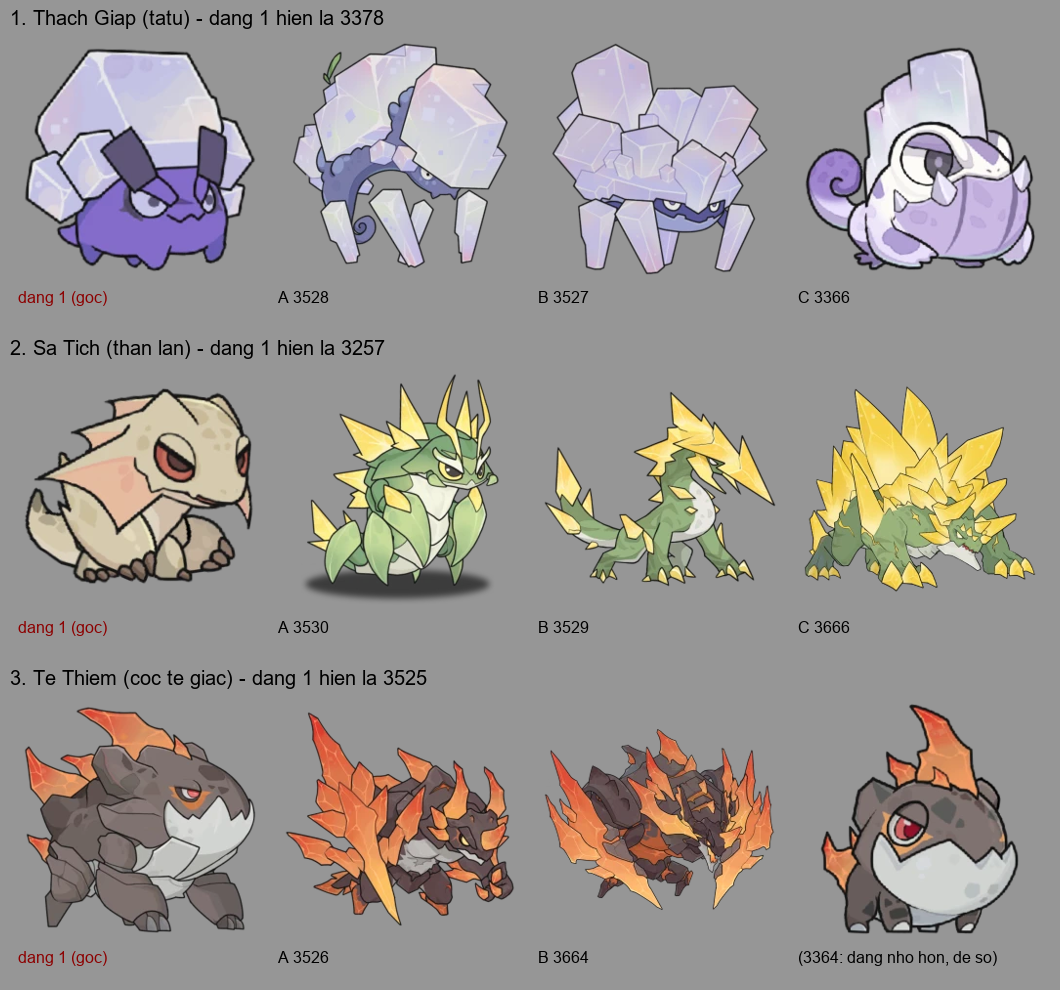 1. Thach Giap (tatu) - dang 1 hien la 3378
dang 1 (goc)
A 3528
B 3527
C 3366
2. Sa Tich (than lan) - dang 1 hien la 3257
dang 1 (goc)
A 3530
B 3529
C 3666
3. Te Thiem (coc te giac) - dang 1 hien la 3525
dang 1 (goc)
A 3526
B 3664
(3364: dang nho hon, de so)